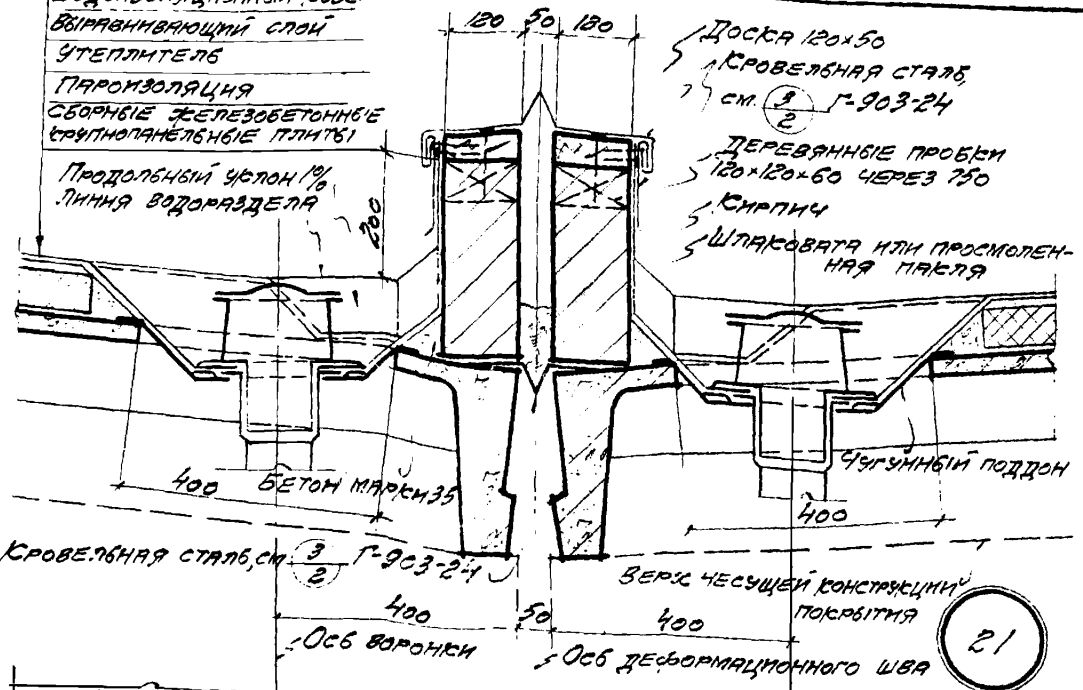 ВЫРАВНИВАЮЩИЙ СЛОЙ
УТЕПЛИТЕЛЬ
ПАРОИЗОЛЯЦИЯ
СБОРНЫЕ ЖЕЛЕЗОБЕТОННЫЕ
КРУПНОПАНЕЛЬНЫЕ ПЛИТЫ
ПРОДОЛЬНЫЙ УКЛОН 1%
ЛИНИЯ ВОДОРАЗДЕЛА
200
120 50 120
ДОСКА 120×50
КРОВЕЛЬНАЯ СТАЛЬ,
СМ. 3/2 Г-903-24
ДЕРЕВЯННЫЕ ПРОБКИ
120×120×60 ЧЕРЕЗ 750
КИРПИЧ
ШЛАКОВАТА ИЛИ ПРОСМОЛЕН-
НАЯ ПАКЛЯ
400 БЕТОН МАРКИ 35
ЧУГУННЫЙ ПОДДОН
400
КРОВЕЛЬНАЯ СТАЛЬ, СМ 3/2 Г-903-24
ВЕРХ НЕСУЩЕЙ КОНСТРУКЦИИ
ПОКРЫТИЯ
400 50 400
ОСЬ ВОРОНКИ
ОСЬ ДЕФОРМАЦИОННОГО ШВА
21